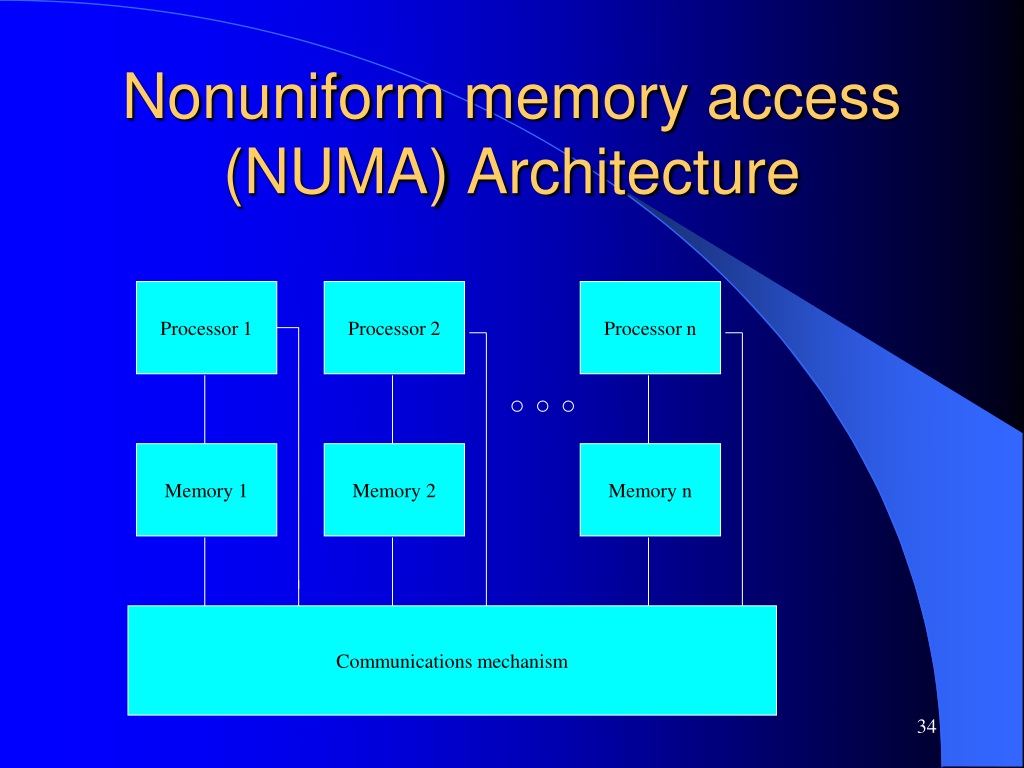 Nonuniform memory access
(NUMA) Architecture
Processor 1
Processor 2
Processor n
Memory 1
Memory 2
Memory n
Communications mechanism
34